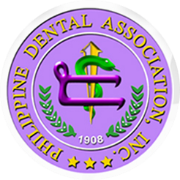 PHILIPPINE DENTAL ASSOCIATION, INC.
1908